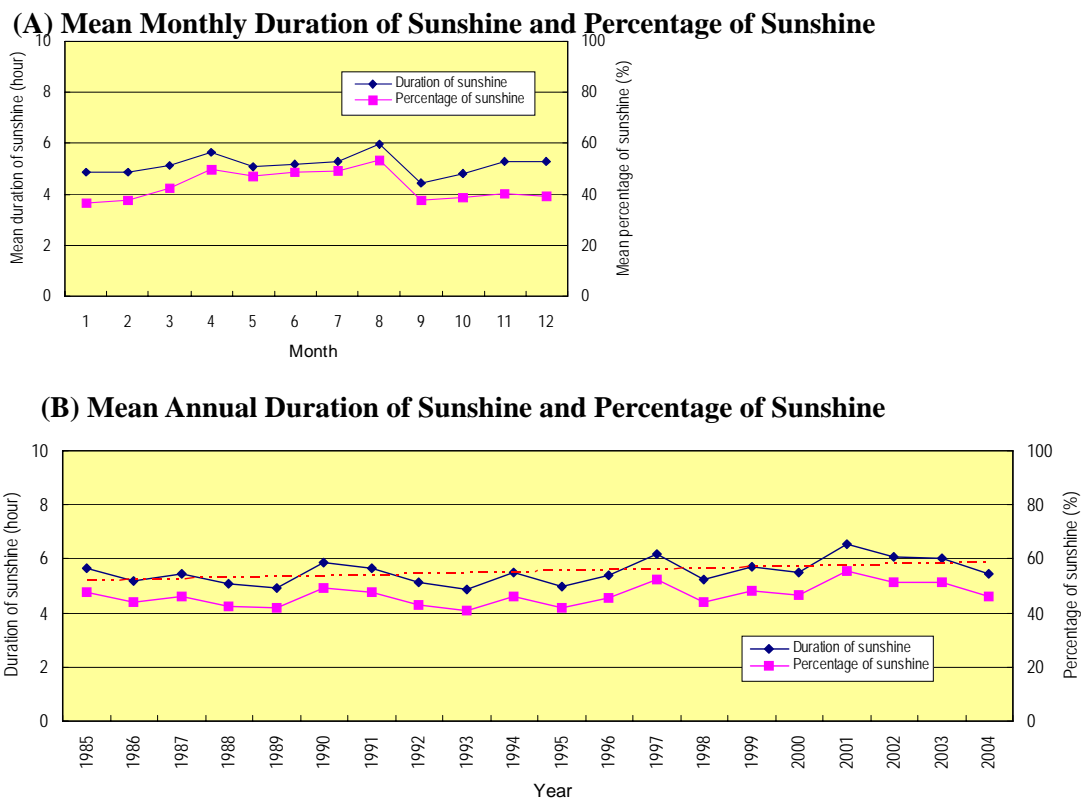 (A) Mean Monthly Duration of Sunshine and Percentage of Sunshine
Mean duration of sunshine (hour)
10
8
6
4
2
0
Duration of sunshine
Percentage of sunshine
100
80
60
40
20
0
Mean percentage of sunshine (%)
1 2 3 4 5 6 7 8 9 10 11 12
Month
(B) Mean Annual Duration of Sunshine and Percentage of Sunshine
Duration of sunshine (hour)
10
8
6
4
2
0
Duration of sunshine
Percentage of sunshine
100
80
60
40
20
0
Percentage of sunshine (%)
1985 1986 1987 1988 1989 1990 1991 1992 1993 1994 1995 1996 1997 1998 1999 2000 2001 2002 2003 2004
Year